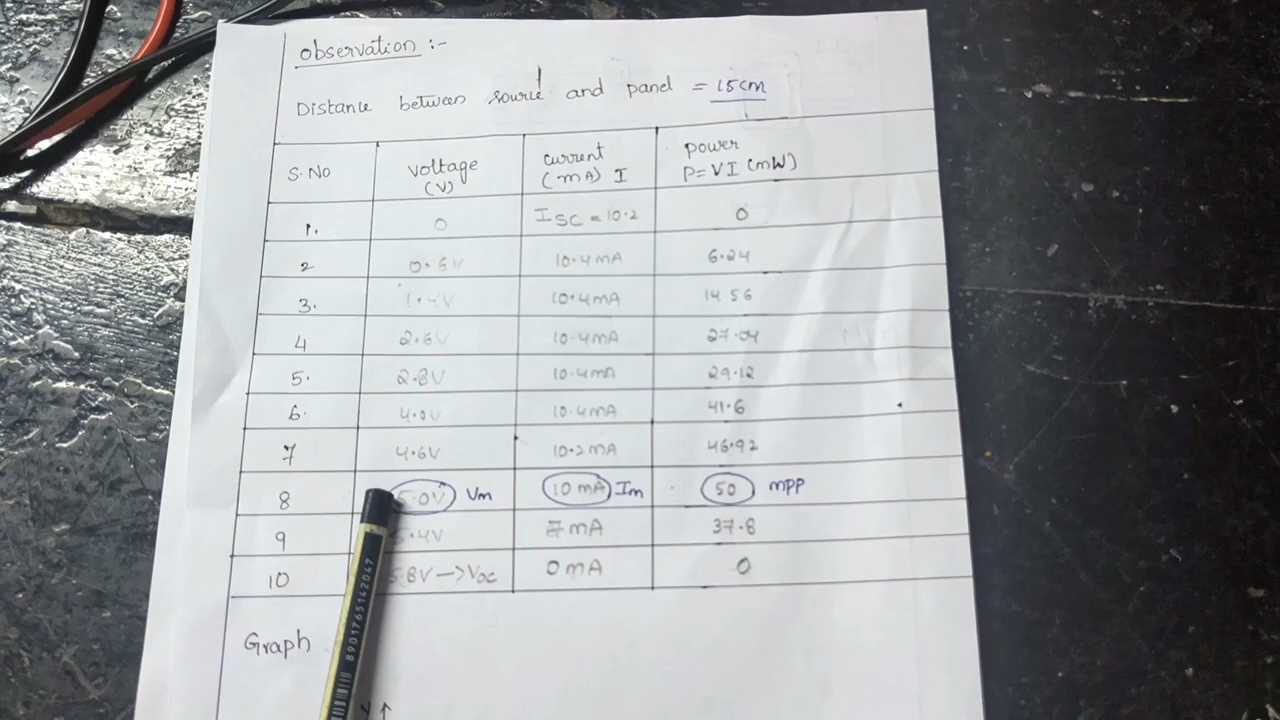 observation :-
Distance between source and panel = 15cm
S.No voltage (V) current (mA) I power P=VI (mW)
1. 0 ISC = 10.2 0
2 0.6V 10.4mA 6.24
3. 1.4V 10.4mA 14.56
4 2.6V 10.4mA 27.04
5. 2.8V 10.4mA 29.12
6. 4.0V 10.4mA 41.6
7 4.6V 10.2mA 46.92
8 5.0V Vm 10 mA Im 50 mpp
9 5.4V 7mA 37.8
10 5.8V —> Voc 0mA 0
Graph
8901765142047